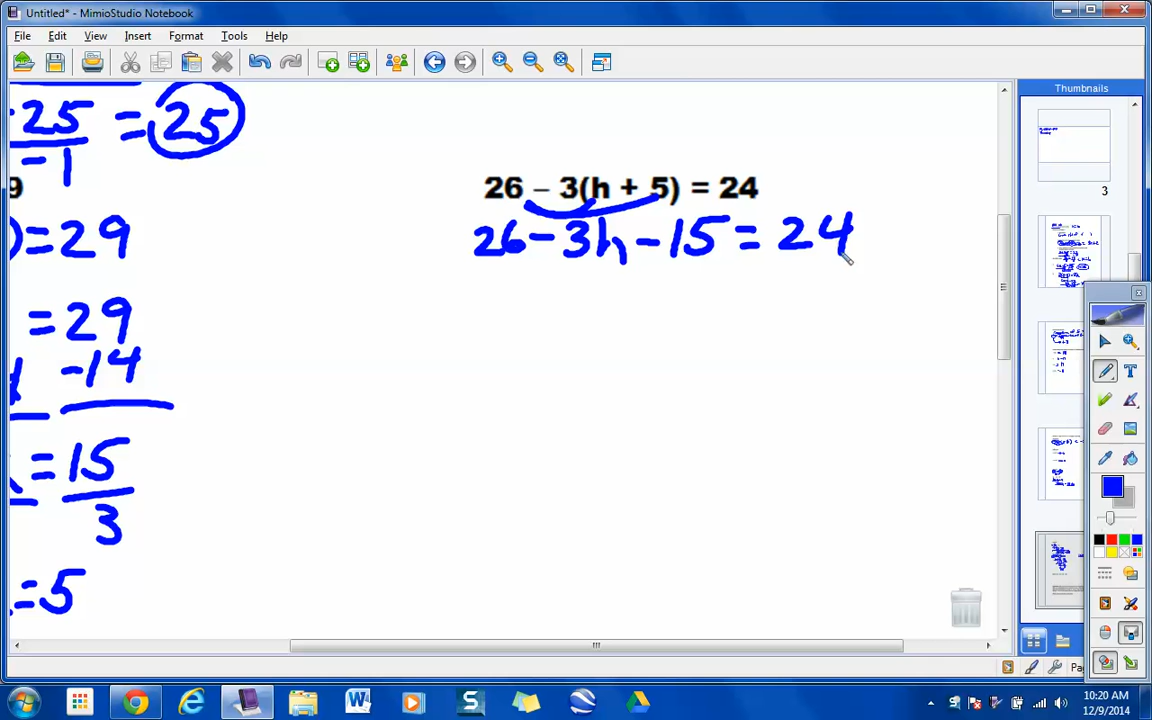 Untitled* - MimioStudio Notebook
File Edit View Insert Format Tools Help
Thumbnails
3
-25 = 25
-1
9
26 – 3(h + 5) = 24
26-3h-15=24
)=29
=29
-14
=15
3
=5
10:20 AM
12/9/2014